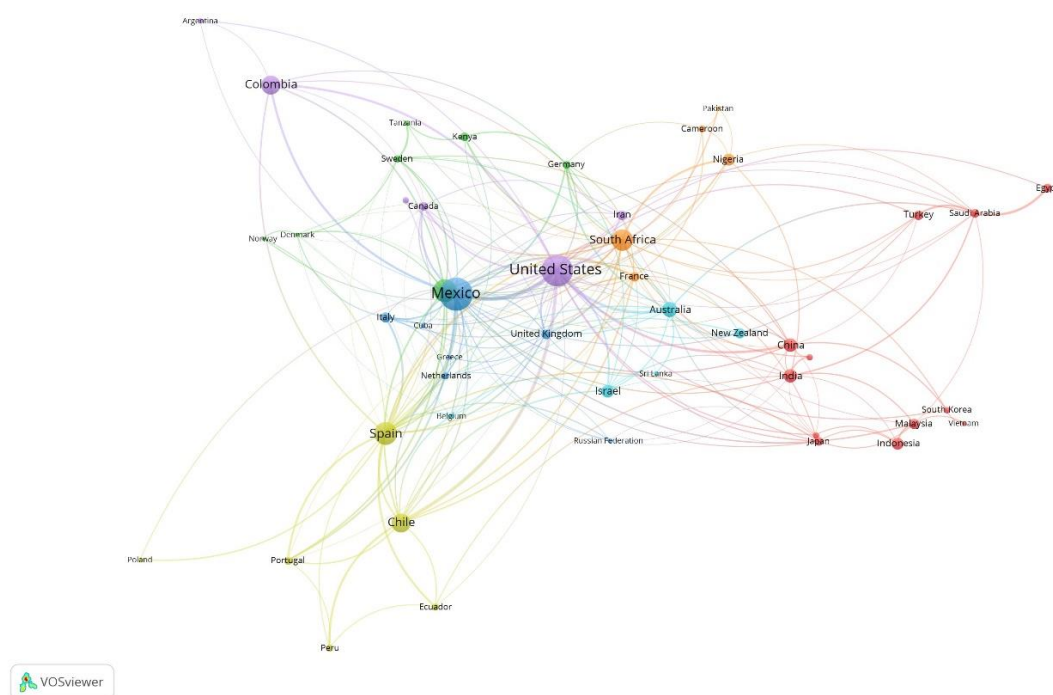 Argentina
Colombia
Pakistan
Tanzania
Cameroon
Kenya
Sweden
Germany
Nigeria
Egyp
Canada
Iran
Turkey
Saudi Arabia
Norway
Denmark
South Africa
United States
France
Mexico
Australia
Italy
Cuba
United Kingdom
New Zealand
China
Greece
Netherlands
Sri Lanka
India
Israel
Belgium
South Korea
Malaysia
Vietnam
Spain
Russian Federation
Japan
Indonesia
Chile
Poland
Portugal
Ecuador
Peru
VOSviewer